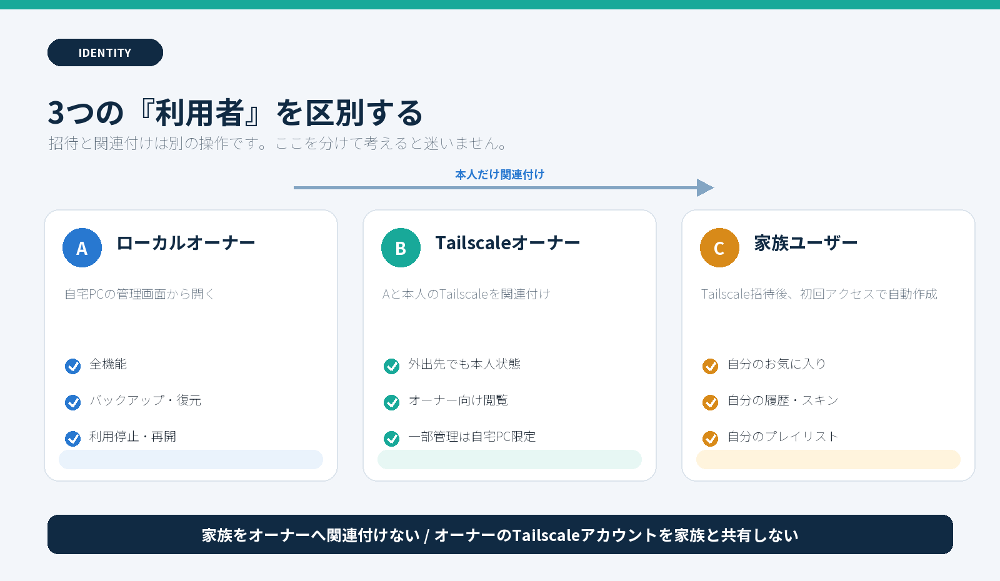 IDENTITY
3つの『利用者』を区別する
招待と関連付けは別の操作です。ここを分けて考えると迷いません。
本人だけ関連付け
A
ローカルオーナー
自宅PCの管理画面から開く
全機能
バックアップ・復元
利用停止・再開
B
Tailscaleオーナー
Aと本人のTailscaleを関連付け
外出先でも本人状態
オーナー向け閲覧
一部管理は自宅PC限定
C
家族ユーザー
Tailscale招待後、初回アクセスで自動作成
自分のお気に入り
自分の履歴・スキン
自分のプレイリスト
家族をオーナーへ関連付けない / オーナーのTailscaleアカウントを家族と共有しない